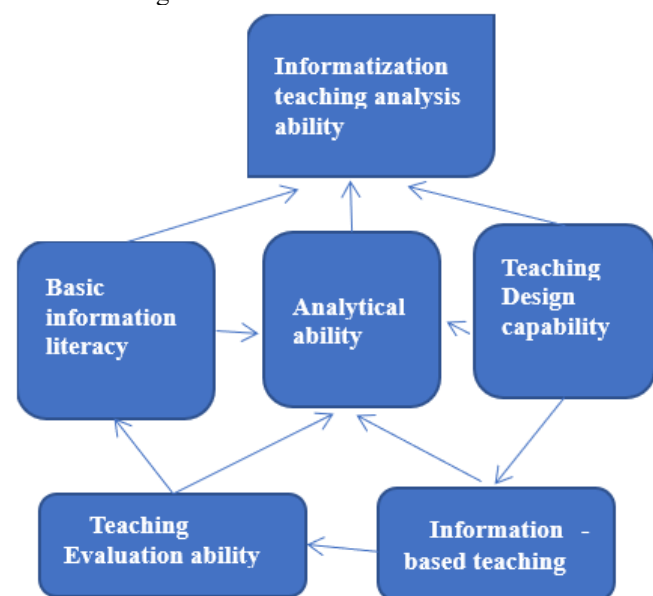 Informatization
teaching analysis
ability
Basic
information
literacy
Analytical
ability
Teaching
Design
capability
Teaching
Evaluation ability
Information -
based teaching